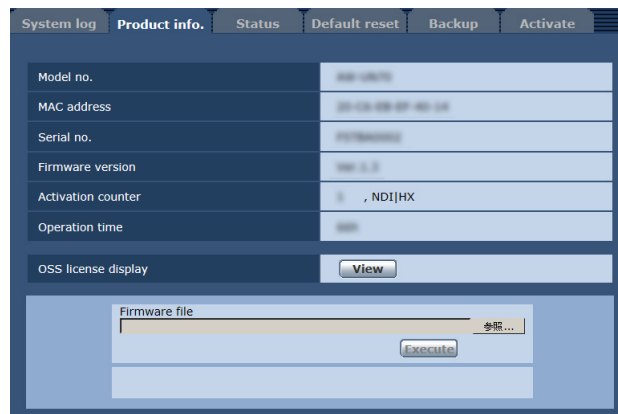 System log Product info. Status Default reset Backup Activate
Model no.
MAC address
Serial no.
Firmware version
Activation counter , NDI|HX
Operation time
OSS license display View
Firmware file
参照...
Execute